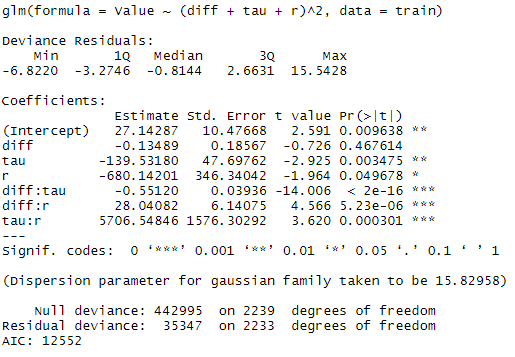 glm(formula = Value ~ (diff + tau + r)^2, data = train)
Deviance Residuals:
    Min      1Q  Median      3Q     Max
-6.8220 -3.2746 -0.8144  2.6631 15.5428
Coefficients:
              Estimate Std. Error t value Pr(>|t|)
(Intercept)   27.14287   10.47668   2.591 0.009638 **
diff          -0.13489    0.18567  -0.726 0.467614
tau         -139.53180   47.69762  -2.925 0.003475 **
r           -680.14201  346.34042  -1.964 0.049678 *
diff:tau      -0.55120    0.03936 -14.006  < 2e-16 ***
diff:r        28.04082    6.14075   4.566 5.23e-06 ***
tau:r       5706.54846 1576.30292   3.620 0.000301 ***
---
Signif. codes:  0 ‘***’ 0.001 ‘**’ 0.01 ‘*’ 0.05 ‘.’ 0.1 ‘ ’ 1
(Dispersion parameter for gaussian family taken to be 15.82958)
    Null deviance: 442995  on 2239  degrees of freedom
Residual deviance:  35347  on 2233  degrees of freedom
AIC: 12552